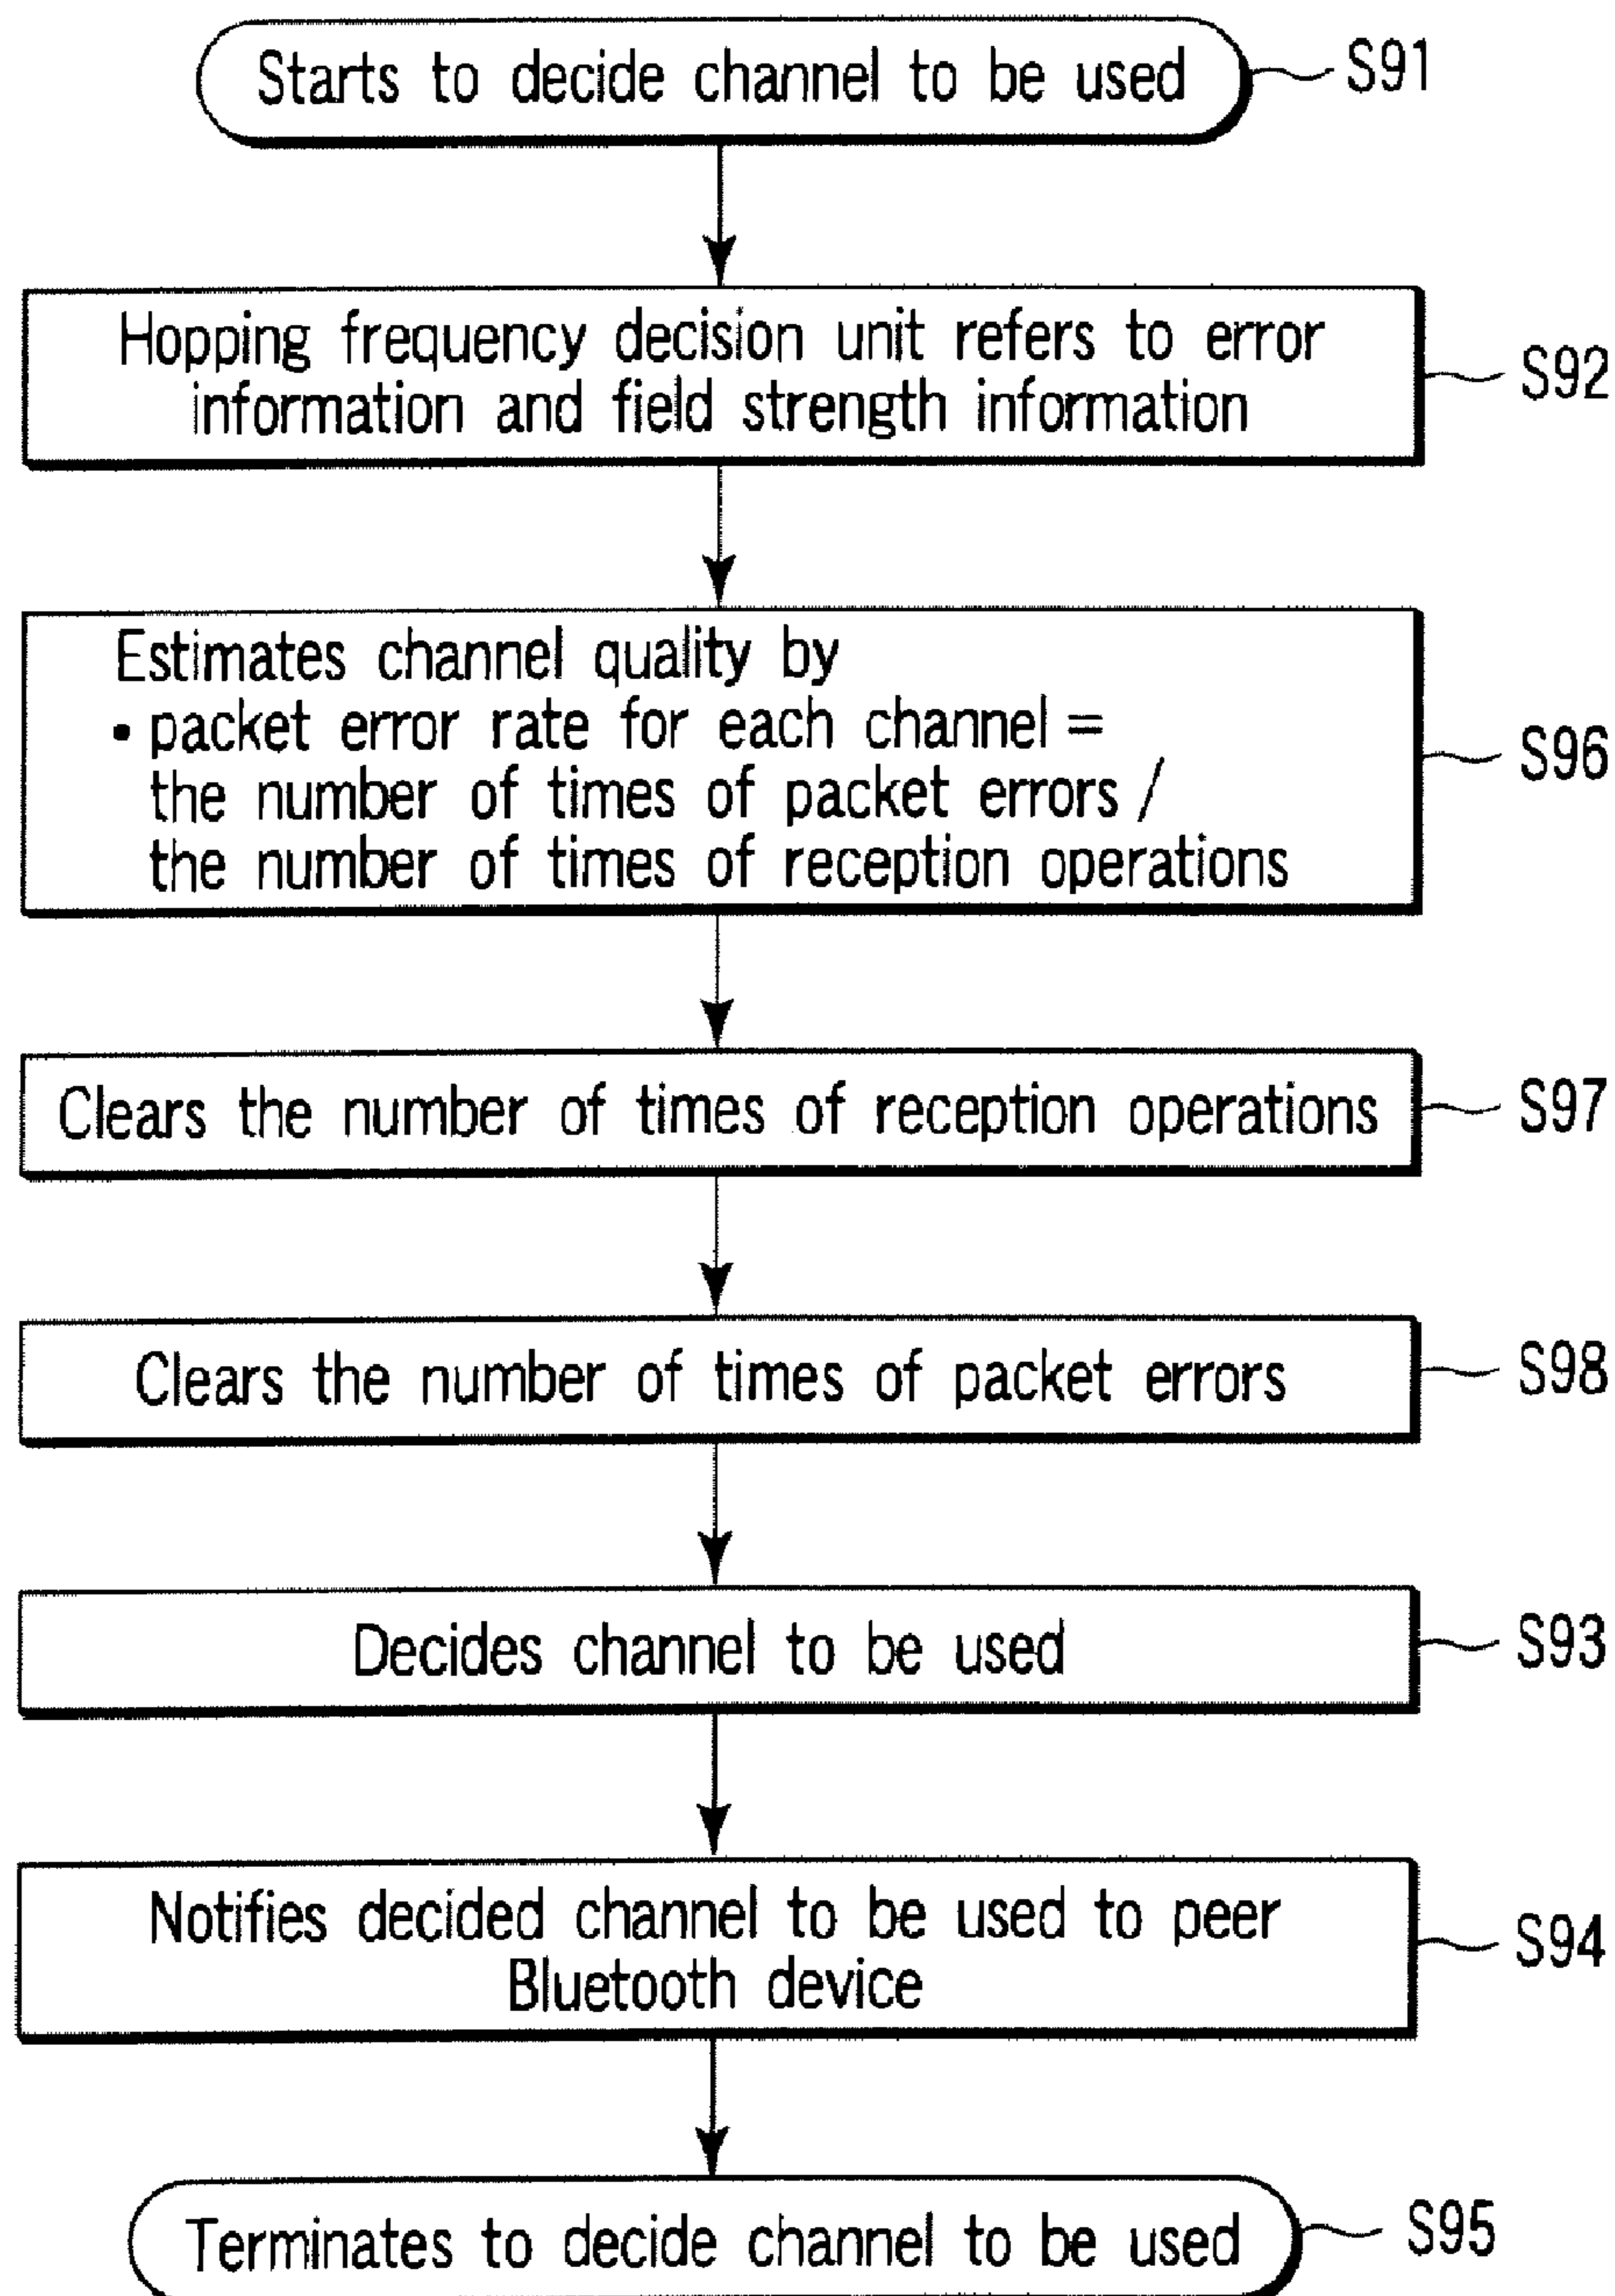 Starts to decide channel to be used
S91
Hopping frequency decision unit refers to error
information and field strength information
S92
Estimates channel quality by
• packet error rate for each channel =
the number of times of packet errors /
the number of times of reception operations
S96
Clears the number of times of reception operations
S97
Clears the number of times of packet errors
S98
Decides channel to be used
S93
Notifies decided channel to be used to peer
Bluetooth device
S94
Terminates to decide channel to be used
S95